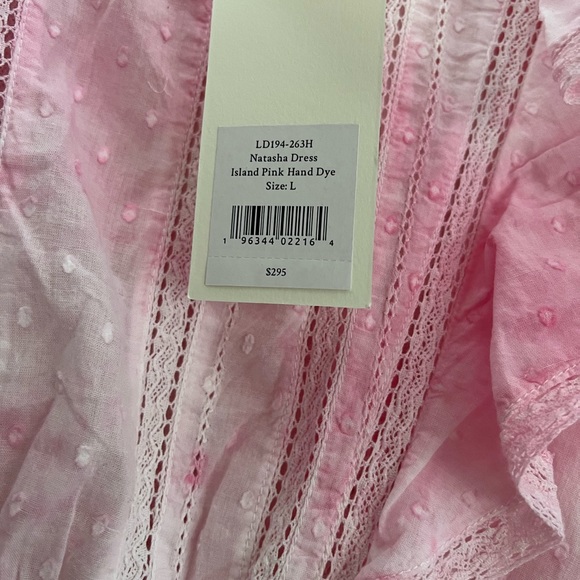 LD194-263H
Natasha Dress
Island Pink Hand Dye
Size: L
1 96344 02216 4
$295